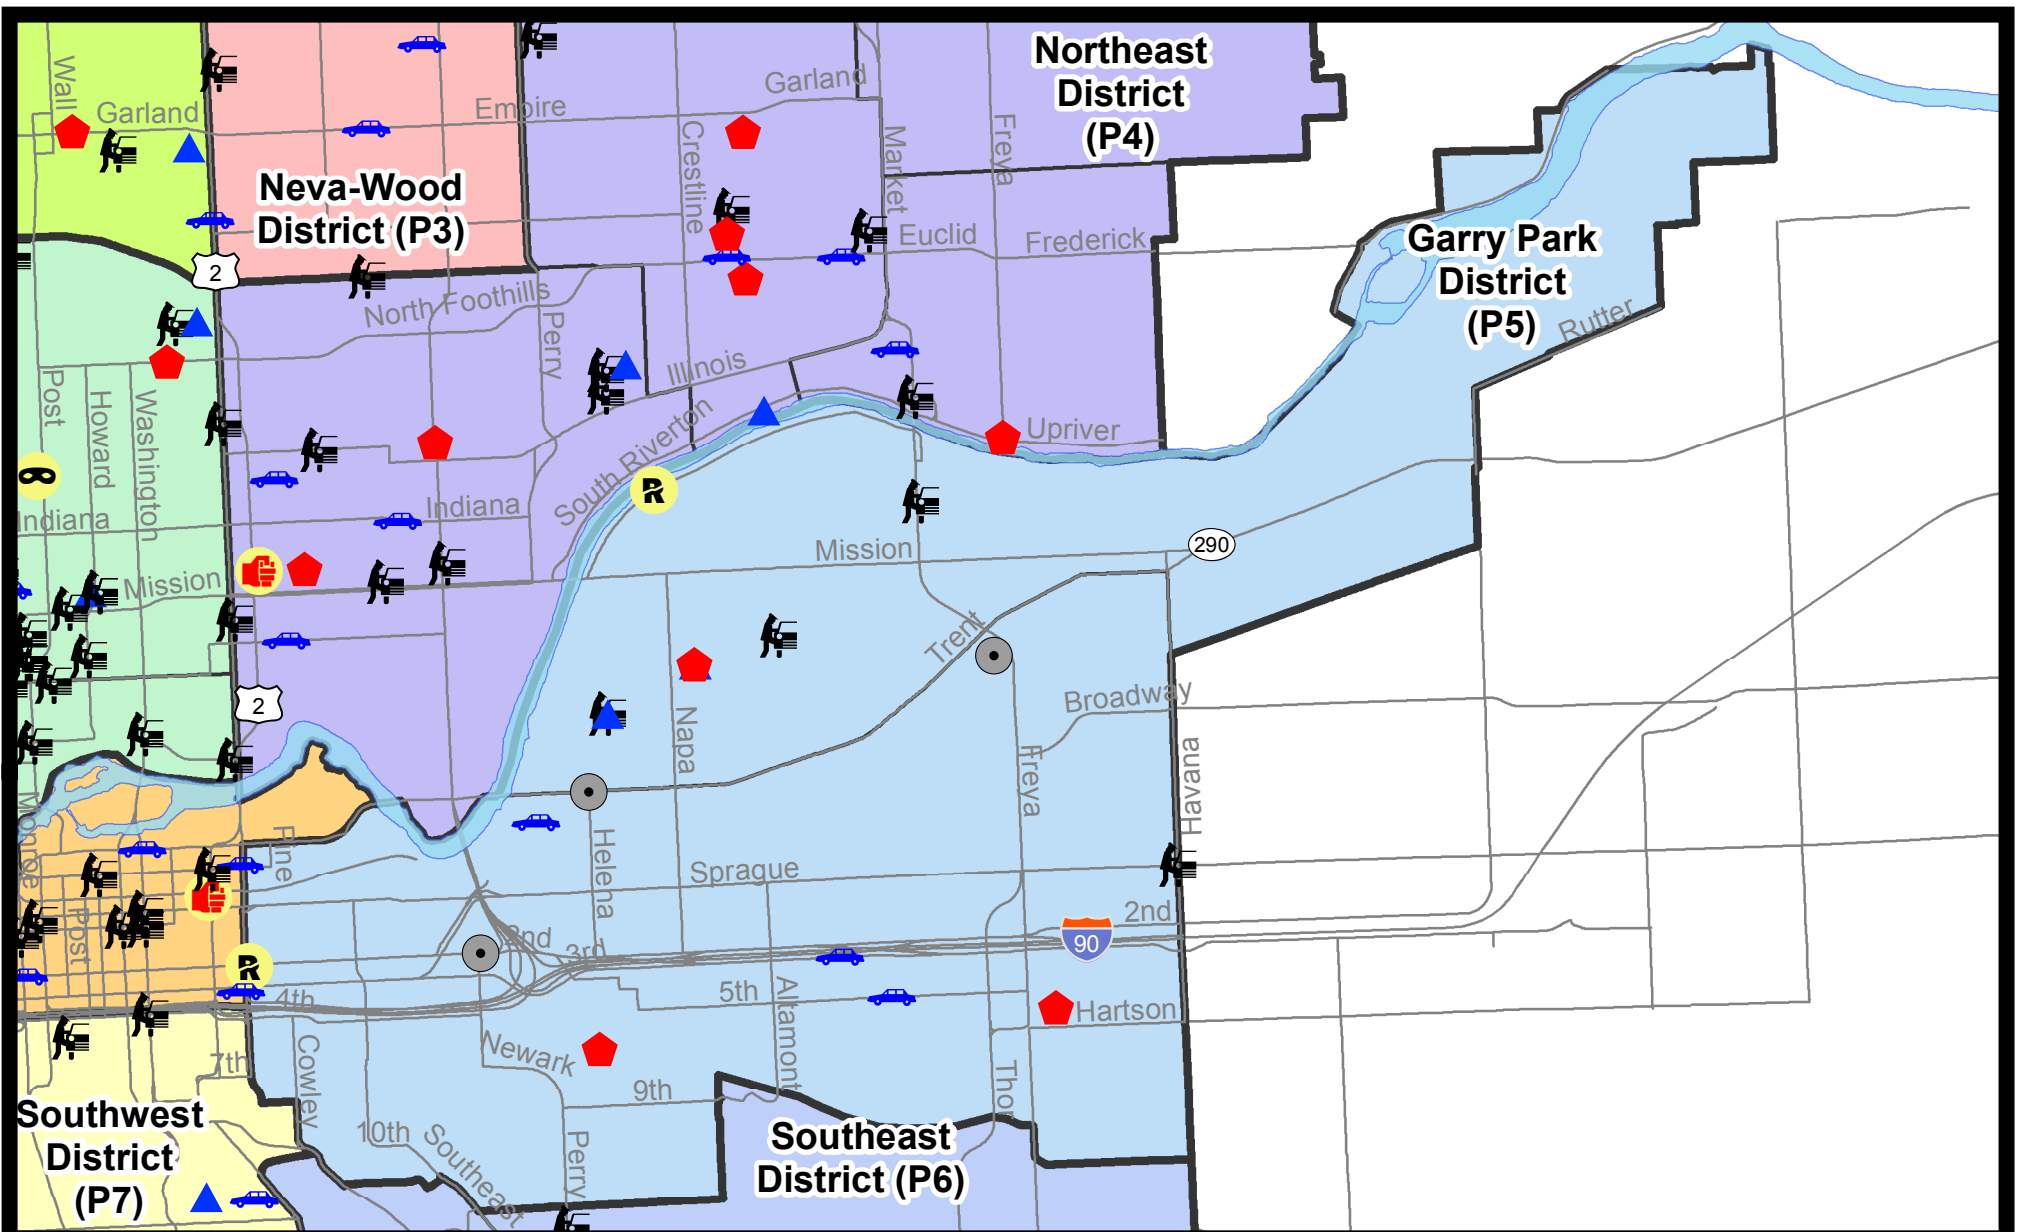 Northeast
District
(P4)
Wall
Garland
Empire
Garland
Crestline
Market
Freya
Neva-Wood
District (P3)
Euclid
Frederick
Garry Park
District
(P5)
2
North Foothills
Perry
Illinois
Rutter
Post
Howard
Washington
South Riverton
Upriver
R
Indiana
Indiana
Mission
290
Mission
Trent
2
Napa
Broadway
Freya
Havana
Monroe
Pine
Helena
Sprague
Post
2nd
3rd
2nd
90
4th
5th
Altamont
Hartson
R
Newark
7th
Cowley
9th
Thor
Southwest
District
(P7)
10th
Southeast
Perry
Southeast
District (P6)